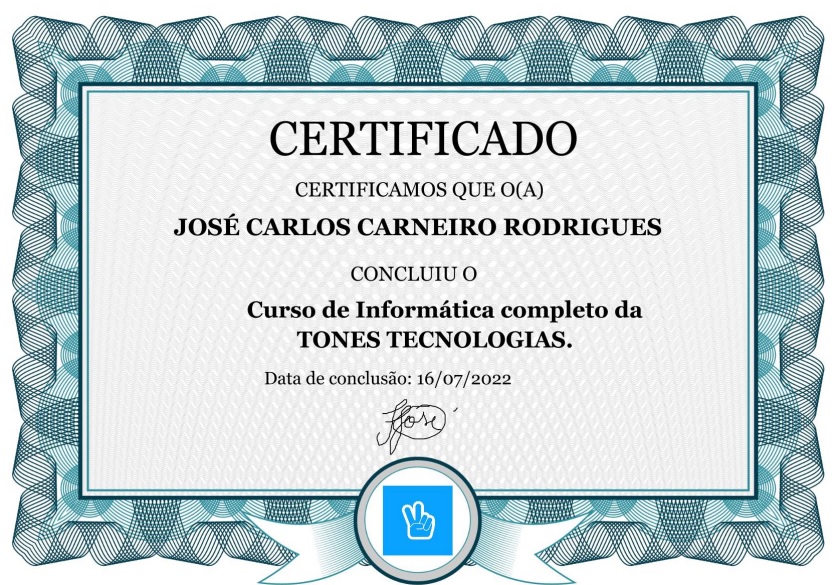 CERTIFICADO
CERTIFICAMOS QUE O(A)
JOSÉ CARLOS CARNEIRO RODRIGUES
CONCLUIU O
Curso de Informática completo da
TONES TECNOLOGIAS.
Data de conclusão: 16/07/2022
José